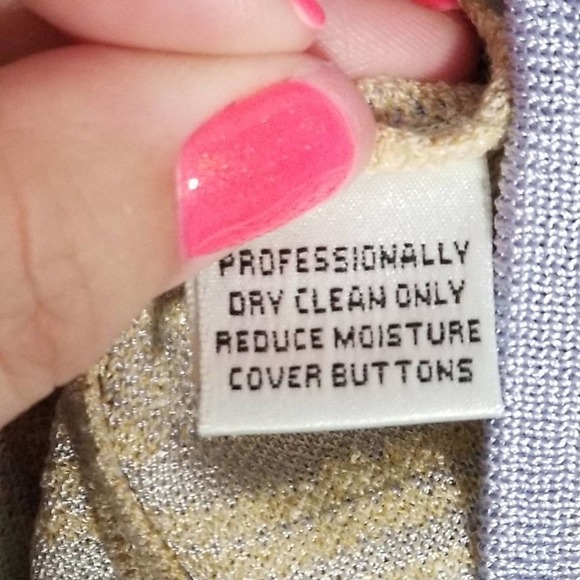 PROFESSIONALLY
DRY CLEAN ONLY
REDUCE MOISTURE
COVER BUTTONS